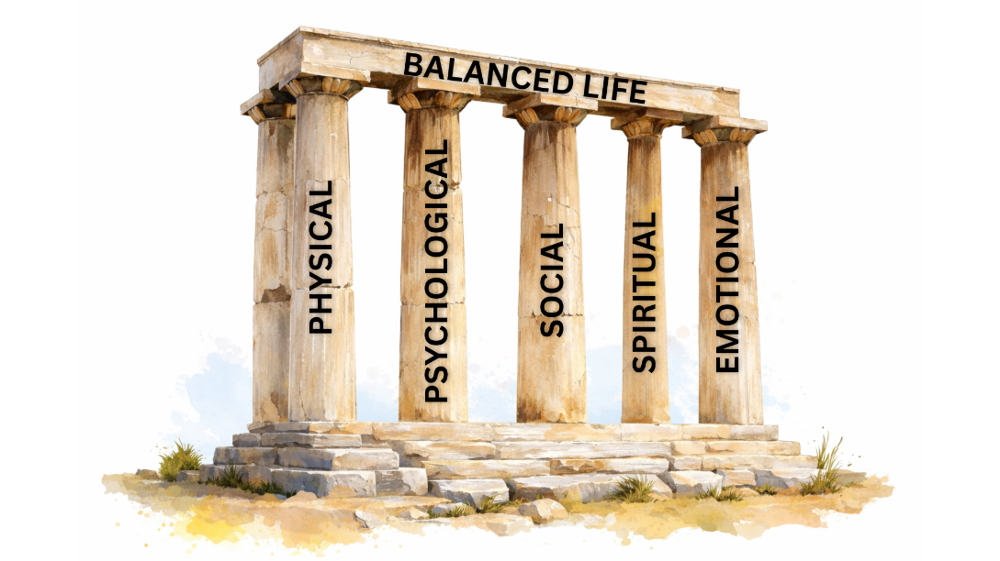 BALANCED LIFE
PHYSICAL
PSYCHOLOGICAL
SOCIAL
SPIRITUAL
EMOTIONAL